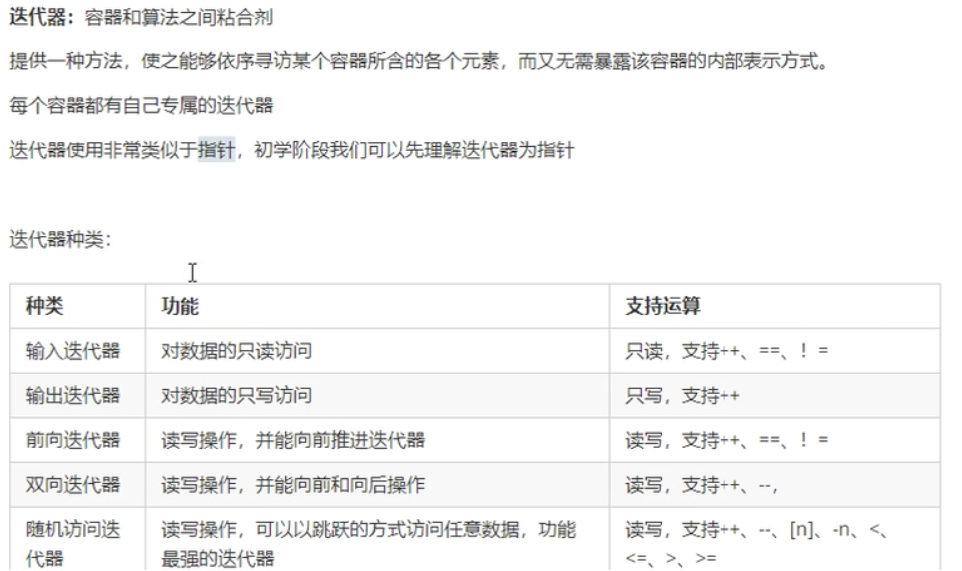 迭代器：容器和算法之间粘合剂
提供一种方法，使之能够依序寻访某个容器所含的各个元素，而又无需暴露该容器的内部表示方式。
每个容器都有自己专属的迭代器
迭代器使用非常类似于指针，初学阶段我们可以先理解迭代器为指针
迭代器种类：
种类 功能 支持运算
输入迭代器 对数据的只读访问 只读，支持++、==、！=
输出迭代器 对数据的只写访问 只写，支持++
前向迭代器 读写操作，并能向前推进迭代器 读写，支持++、==、！=
双向迭代器 读写操作，并能向前和向后操作 读写，支持++、--，
随机访问迭 读写操作，可以以跳跃的方式访问任意数据，功能 读写，支持++、--、[n]、-n、<、
代器 最强的迭代器 <=、>、>=